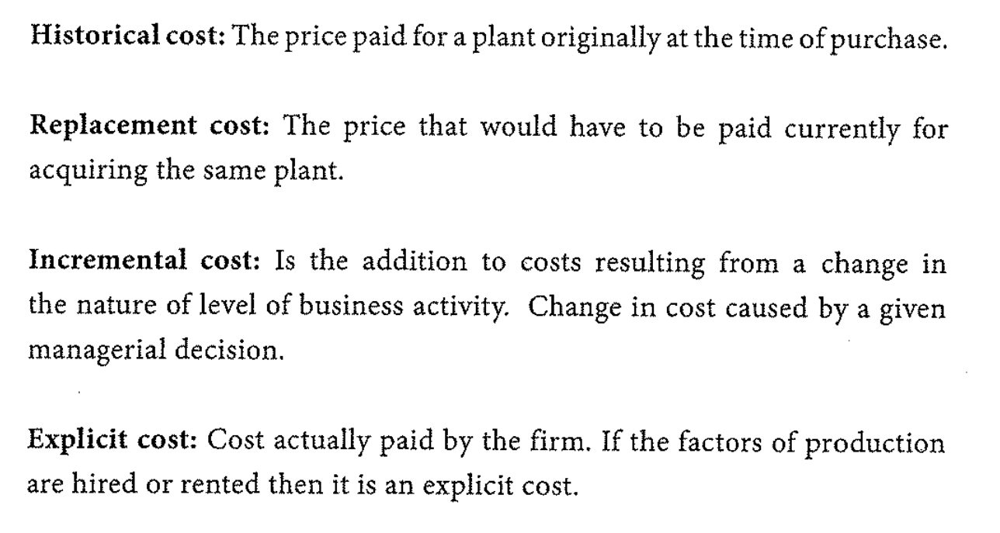 Historical cost: The price paid for a plant originally at the time of purchase.
Replacement cost: The price that would have to be paid currently for
acquiring the same plant.
Incremental cost: Is the addition to costs resulting from a change in
the nature of level of business activity. Change in cost caused by a given
managerial decision.
Explicit cost: Cost actually paid by the firm. If the factors of production
are hired or rented then it is an explicit cost.